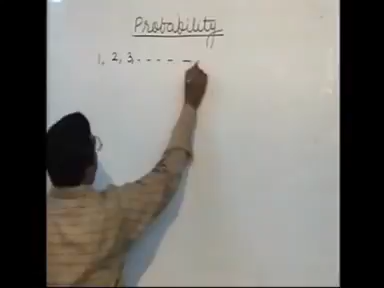 Probability
1, 2, 3, - - - - -